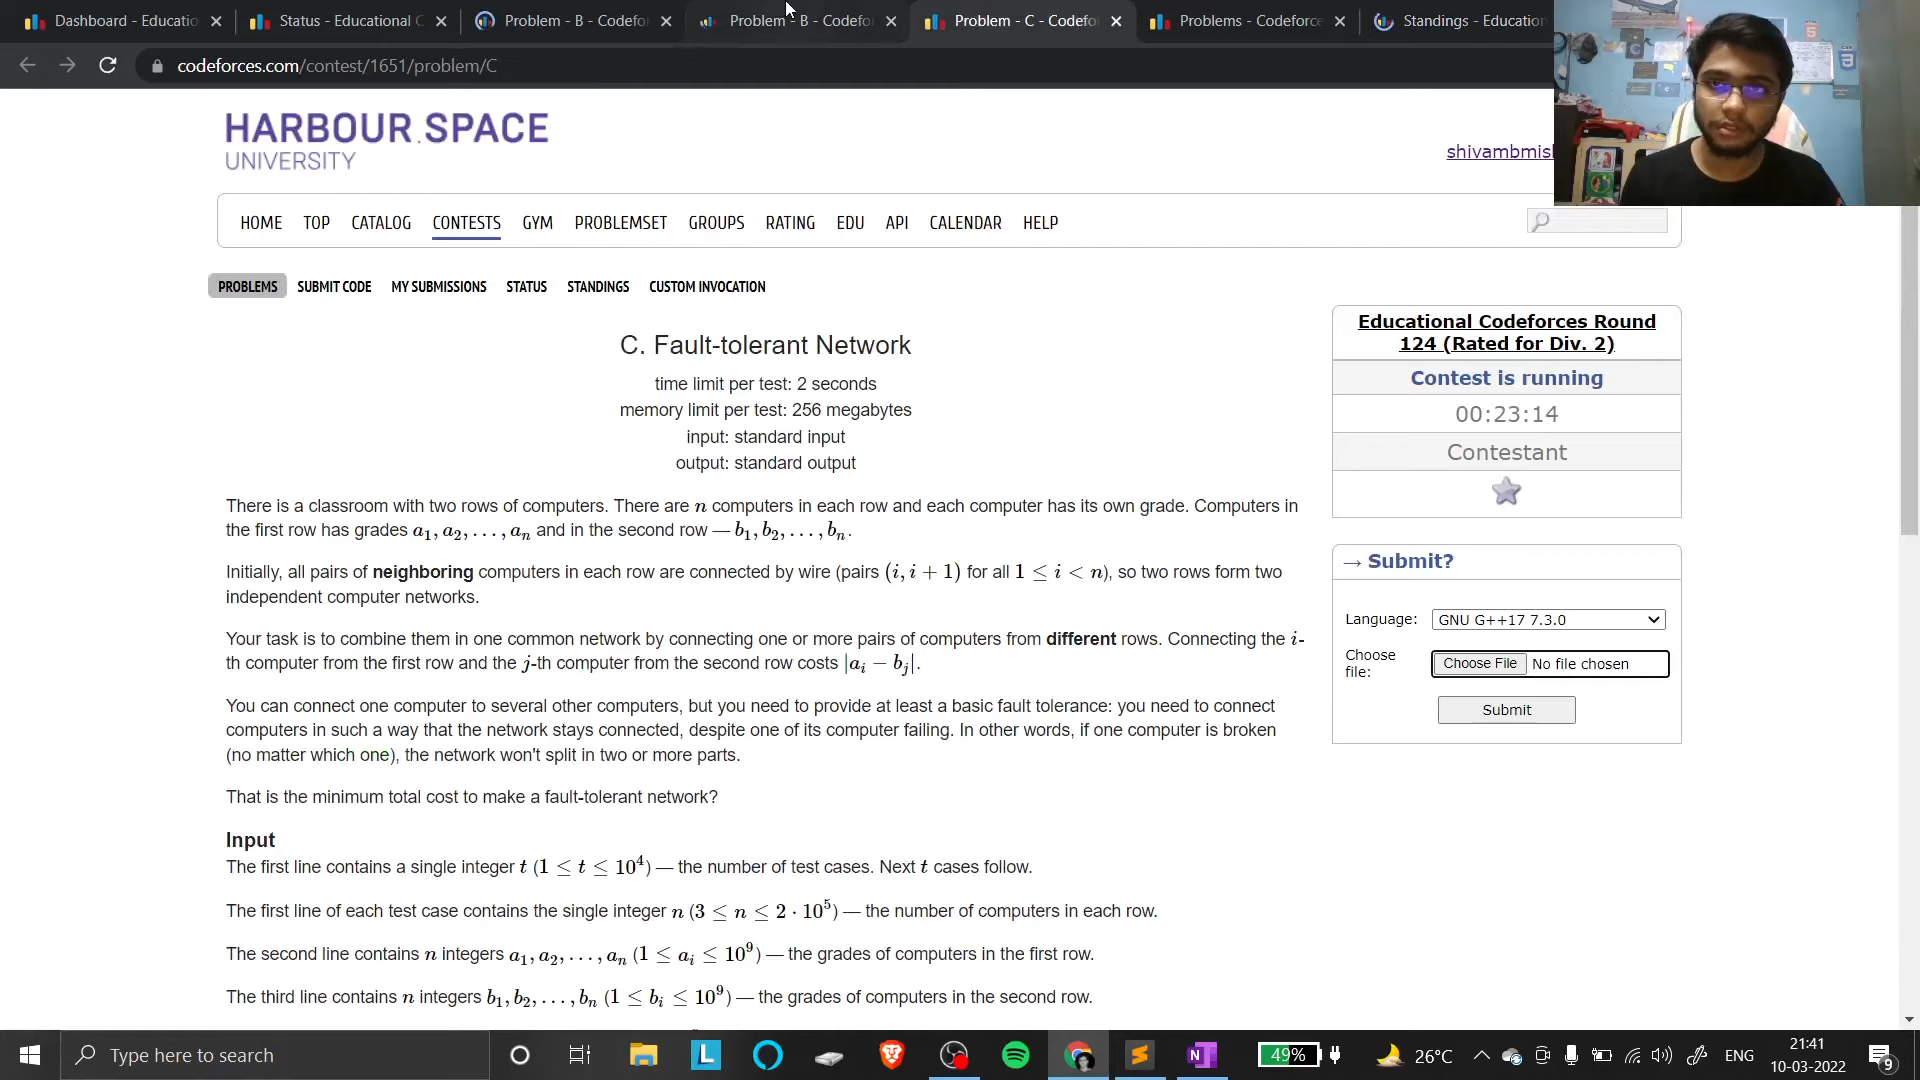 Dashboard - Educatio
Status - Educational C
Problem - B - Codefo
Problem - B - Codefor
Problem - C - Codefo
Problems - Codeforce
Standings - Education
codeforces.com/contest/1651/problem/C
HARBOUR.SPACE
UNIVERSITY
shivambmis
HOME TOP CATALOG CONTESTS GYM PROBLEMSET GROUPS RATING EDU API CALENDAR HELP
PROBLEMS SUBMIT CODE MY SUBMISSIONS STATUS STANDINGS CUSTOM INVOCATION
C. Fault-tolerant Network
time limit per test: 2 seconds
memory limit per test: 256 megabytes
input: standard input
output: standard output
There is a classroom with two rows of computers. There are n computers in each row and each computer has its own grade. Computers in
the first row has grades a₁, a₂, . . . , aₙ and in the second row — b₁, b₂, . . . , bₙ.
Initially, all pairs of neighboring computers in each row are connected by wire (pairs (i, i + 1) for all 1 ≤ i < n), so two rows form two
independent computer networks.
Your task is to combine them in one common network by connecting one or more pairs of computers from different rows. Connecting the i-
th computer from the first row and the j-th computer from the second row costs |aᵢ − bⱼ|.
You can connect one computer to several other computers, but you need to provide at least a basic fault tolerance: you need to connect
computers in such a way that the network stays connected, despite one of its computer failing. In other words, if one computer is broken
(no matter which one), the network won't split in two or more parts.
That is the minimum total cost to make a fault-tolerant network?
Input
The first line contains a single integer t (1 ≤ t ≤ 10⁴) — the number of test cases. Next t cases follow.
The first line of each test case contains the single integer n (3 ≤ n ≤ 2 · 10⁵) — the number of computers in each row.
The second line contains n integers a₁, a₂, . . . , aₙ (1 ≤ aᵢ ≤ 10⁹) — the grades of computers in the first row.
The third line contains n integers b₁, b₂, . . . , bₙ (1 ≤ bᵢ ≤ 10⁹) — the grades of computers in the second row.
Educational Codeforces Round
124 (Rated for Div. 2)
Contest is running
00:23:14
Contestant
→ Submit?
Language: GNU G++17 7.3.0
Choose
file:
Choose File No file chosen
Submit
Type here to search
L
N
49%
26°C
ENG
21:41
10-03-2022
9